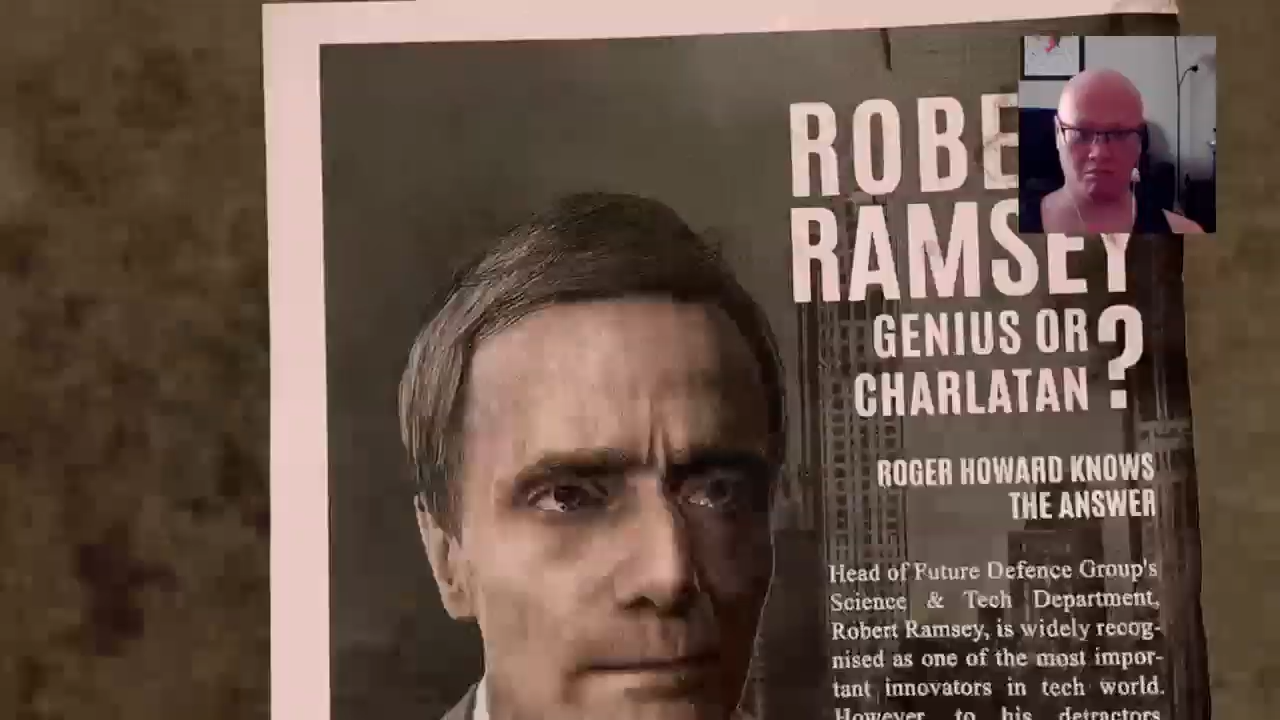 ROBE
RAMSEY
GENIUS OR
CHARLATAN ?
ROGER HOWARD KNOWS
THE ANSWER
Head of Future Defence Group's
Science & Tech Department,
Robert Ramsey, is widely recog-
nised as one of the most impor-
tant innovators in tech world.
However, to his detractors